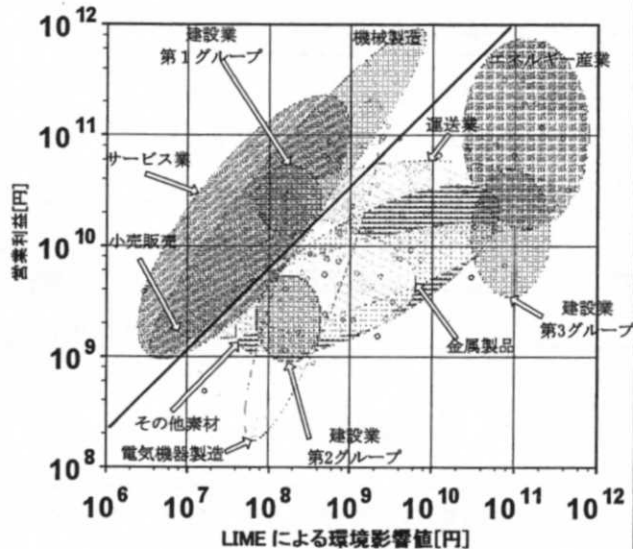 10¹²
10¹¹
10¹⁰
10⁹
10⁸
営業利益[円]
建設業
第1グループ
機械製造
エネルギー産業
運送業
サービス業
小売販売
建設業
第3グループ
金属製品
その他素材
電気機器製造
建設業
第2グループ
10⁶ 10⁷ 10⁸ 10⁹ 10¹⁰ 10¹¹ 10¹²
LIMEによる環境影響値[円]